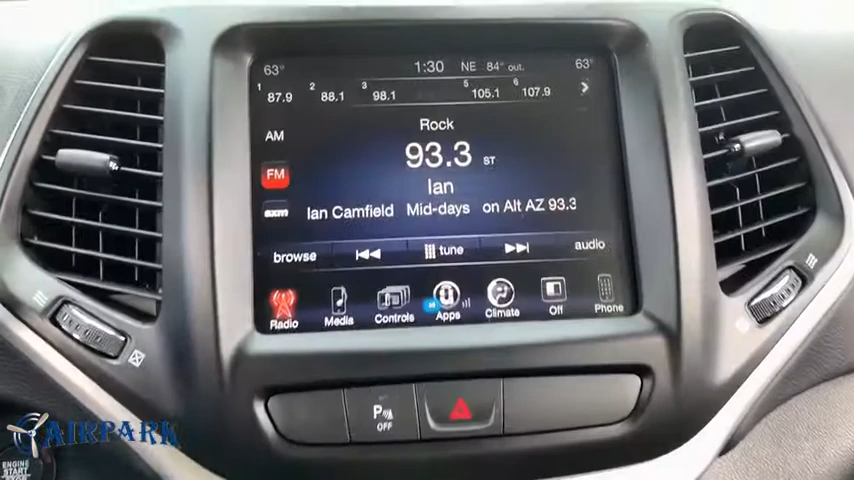 63° 1:30 NE 84° out. 63°
1 87.9 2 88.1 3 98.1 5 105.1 6 107.9
Rock
AM
93.3 ST
FM
Ian
sxm
Ian Camfield Mid-Days on Alt AZ 93.3
browse tune audio
Radio Media Controls Apps Climate Off Phone
P OFF
AIRPARK
ENGINE
START